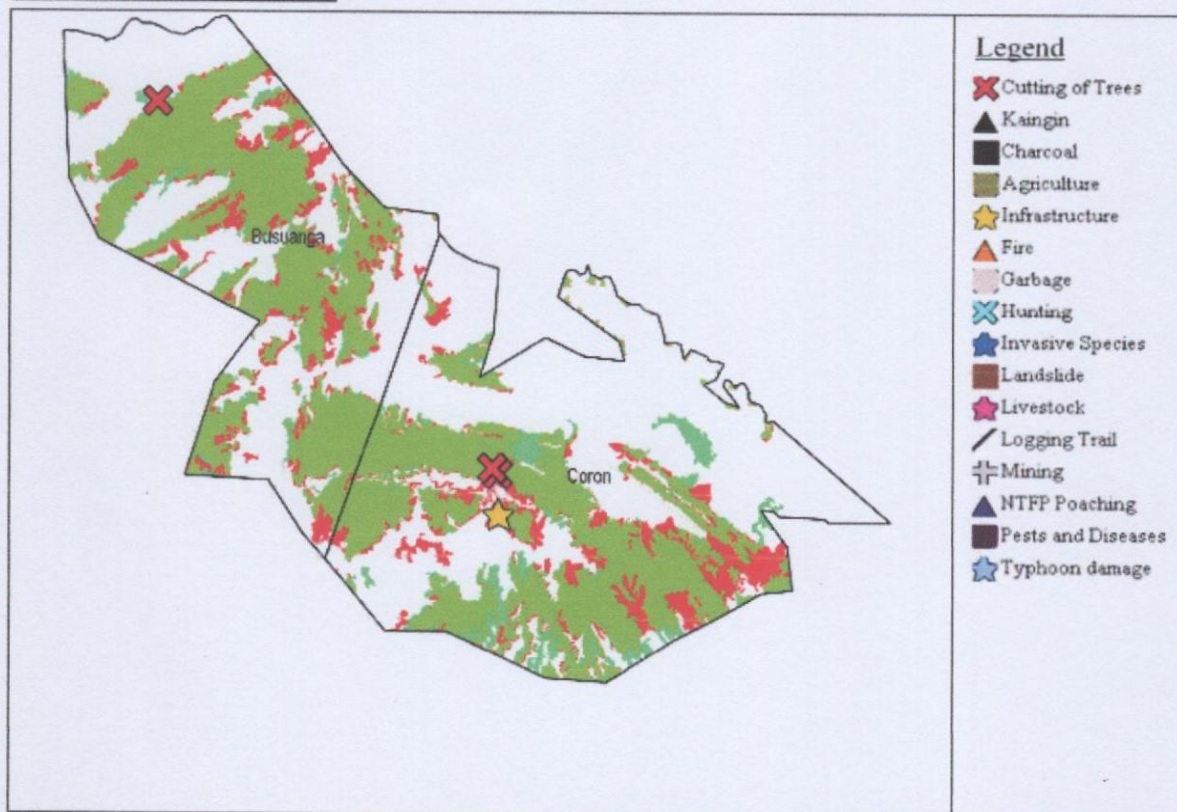 Busuanga
Coron
Legend
Cutting of Trees
Kaingin
Charcoal
Agriculture
Infrastructure
Fire
Garbage
Hunting
Invasive Species
Landslide
Livestock
Logging Trail
Mining
NTFP Poaching
Pests and Diseases
Typhoon damage